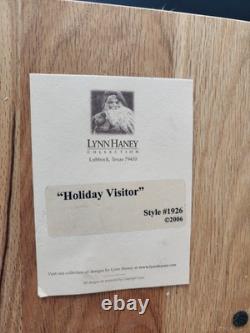 LYNN HANEY
COLLECTION
Lubbock, Texas 79410
“Holiday Visitor”
Style #1926
©2006
Visit our collection of designs by Lynn Haney at www.lynnhaney.com
All designs are protected by Copyright Laws